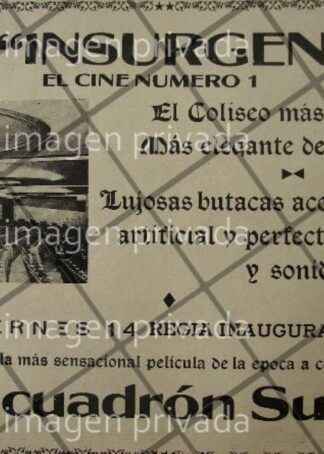 "INSURGEN
EL CINE NUMERO 1
El Coliseo más
Más elegante de
Lujosas butacas aco
artificial y perfect
y sonid
ERNES 14 REGIA INAUGURA
la más sensacional película de la epoca a c
cuadrón Su
imagen privada
imagen privada
imagen privada
imagen privada
imagen privada